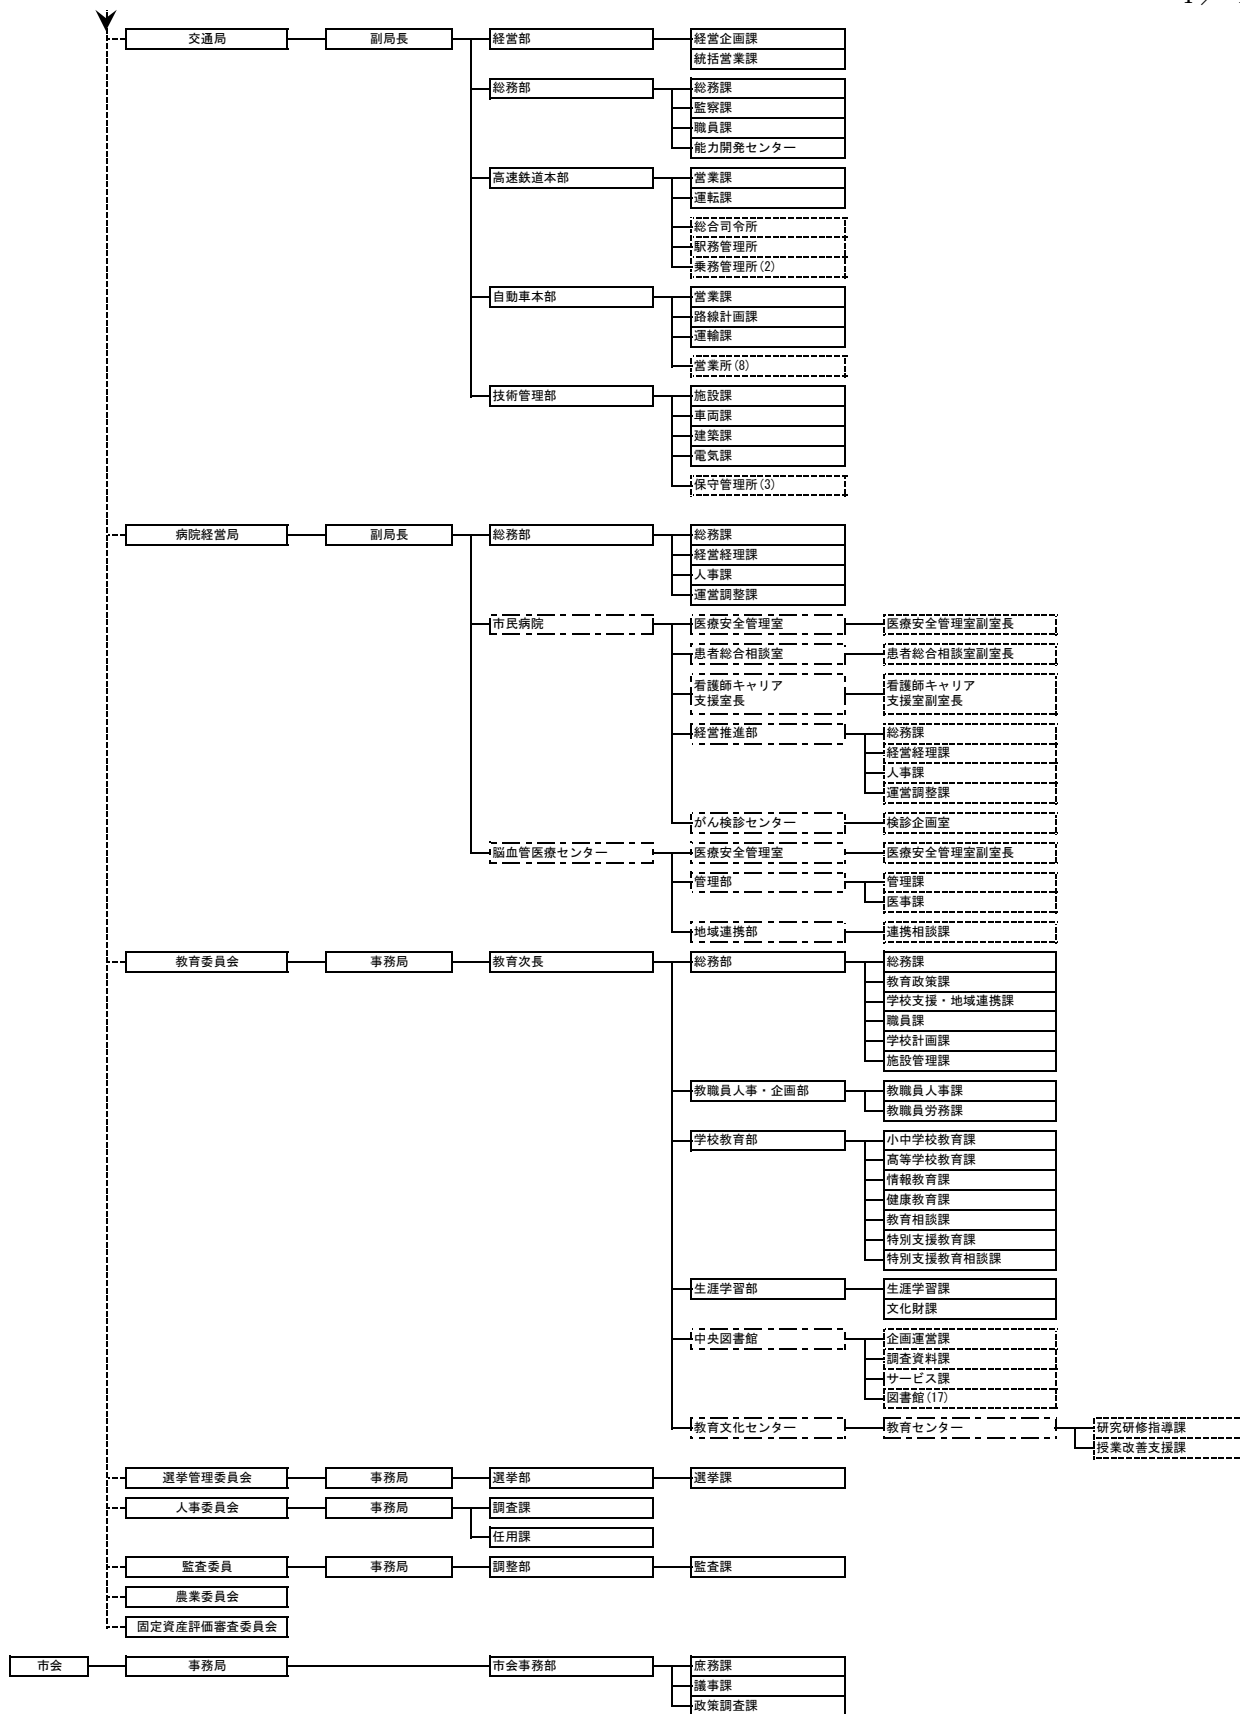 交通局 副局長 経営部 経営企画課
統括営業課
総務部 総務課
監察課
職員課
能力開発センター
高速鉄道本部 営業課
運転課
総合司令所
駅務管理所
乗務管理所(2)
自動車本部 営業課
路線計画課
運輸課
営業所(8)
技術管理部 施設課
車両課
建築課
電気課
保守管理所(3)
病院経営局 副局長 総務部 総務課
経営経理課
人事課
運営調整課
市民病院 医療安全管理室 医療安全管理室副室長
患者総合相談室 患者総合相談室副室長
看護師キャリア 看護師キャリア
支援室長 支援室副室長
経営推進部 総務課
経営経理課
人事課
運営調整課
がん検診センター 検診企画室
脳血管医療センター 医療安全管理室 医療安全管理室副室長
管理部 管理課
医事課
地域連携部 連携相談課
教育委員会 事務局 教育次長 総務部 総務課
教育政策課
学校支援・地域連携課
職員課
学校計画課
施設管理課
教職員人事・企画部 教職員人事課
教職員労務課
学校教育部 小中学校教育課
高等学校教育課
情報教育課
健康教育課
教育相談課
特別支援教育課
特別支援教育相談課
生涯学習部 生涯学習課
文化財課
中央図書館 企画運営課
調査資料課
サービス課
図書館(17)
教育文化センター 教育センター 研究研修指導課
授業改善支援課
選挙管理委員会 事務局 選挙部 選挙課
人事委員会 事務局 調査課
任用課
監査委員 事務局 調整部 監査課
農業委員会
固定資産評価審査委員会
市会 事務局 市会事務部 庶務課
議事課
政策調査課